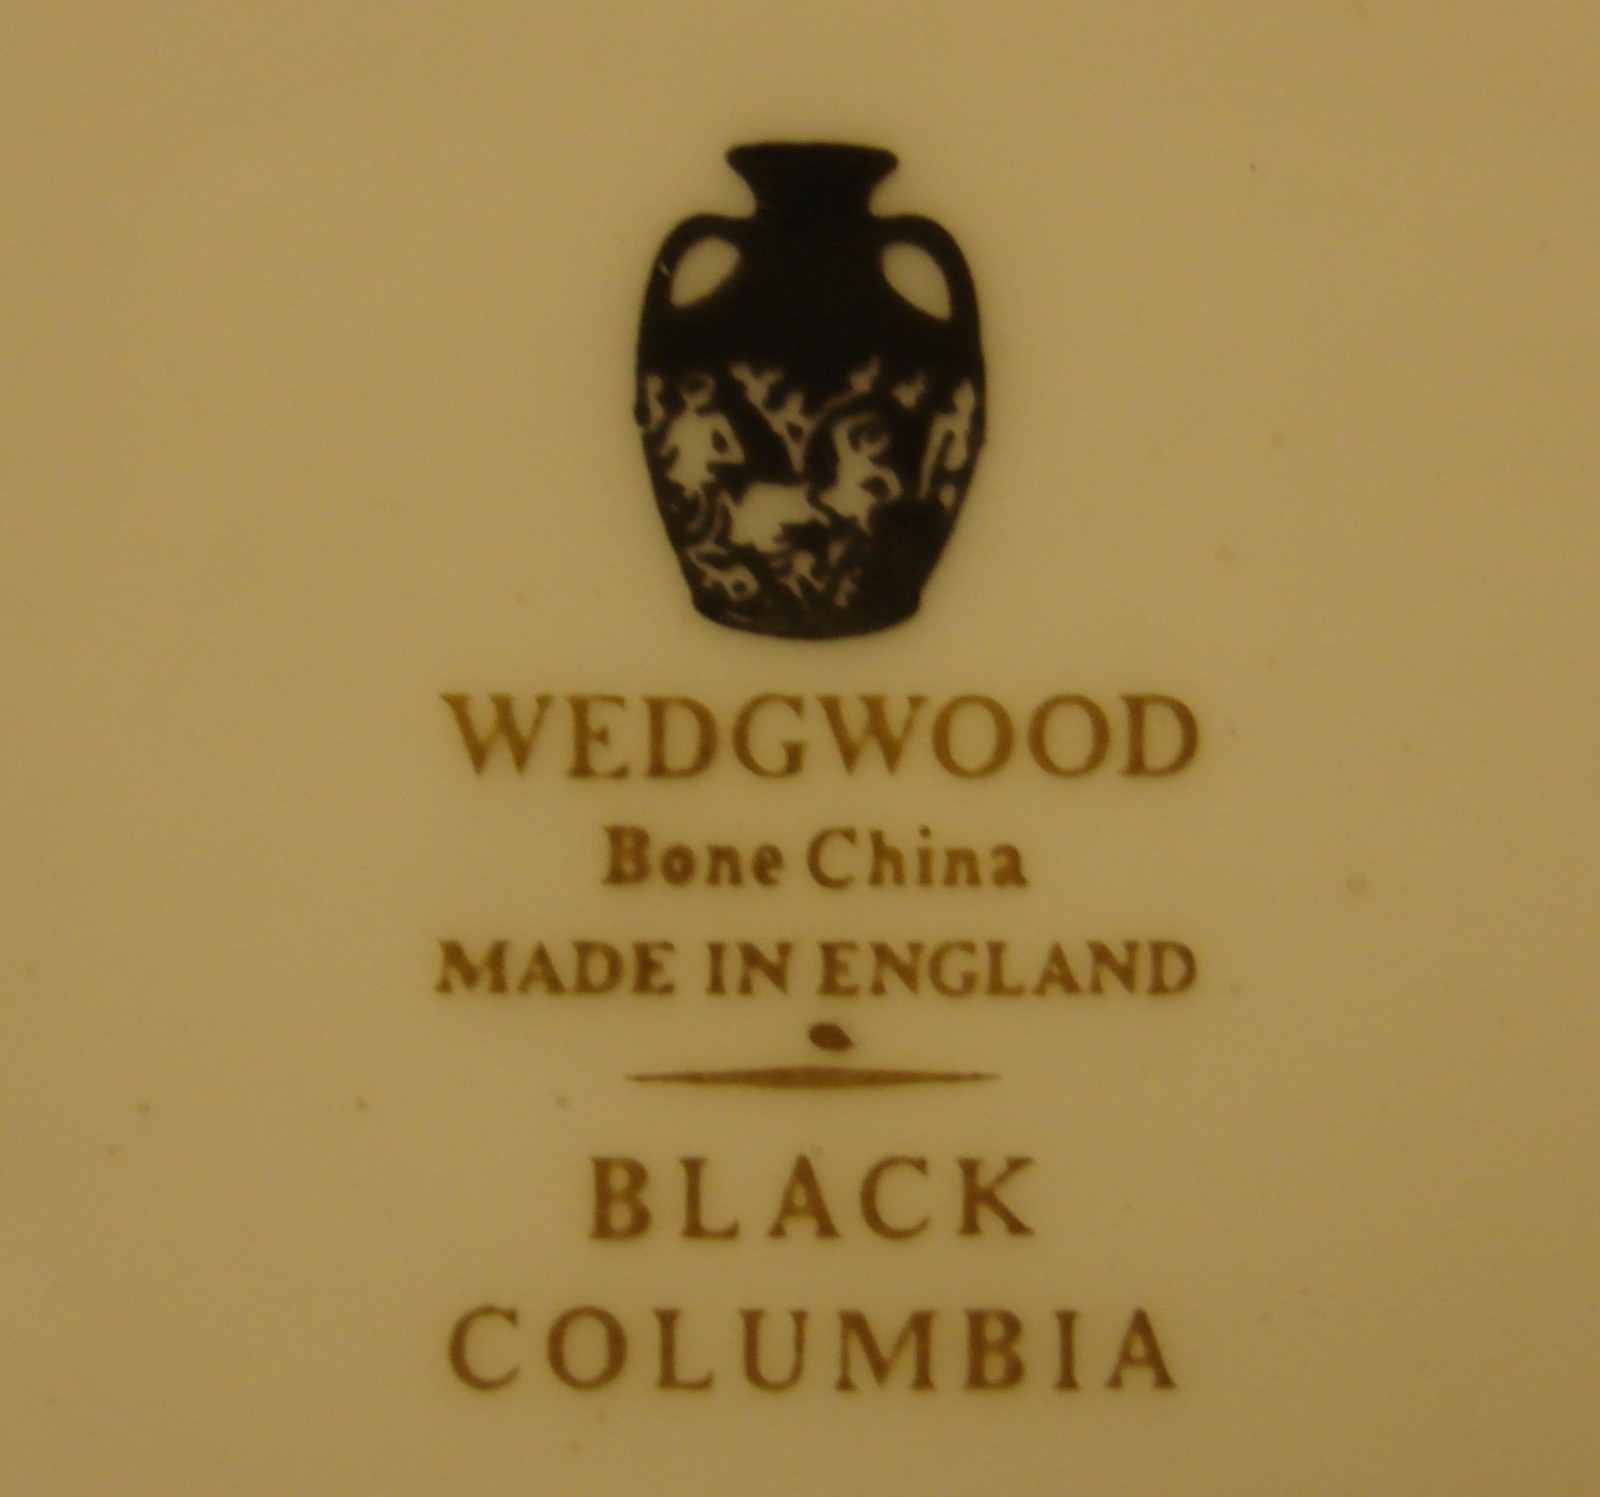 WEDGWOOD
Bone China
MADE IN ENGLAND
BLACK
COLUMBIA